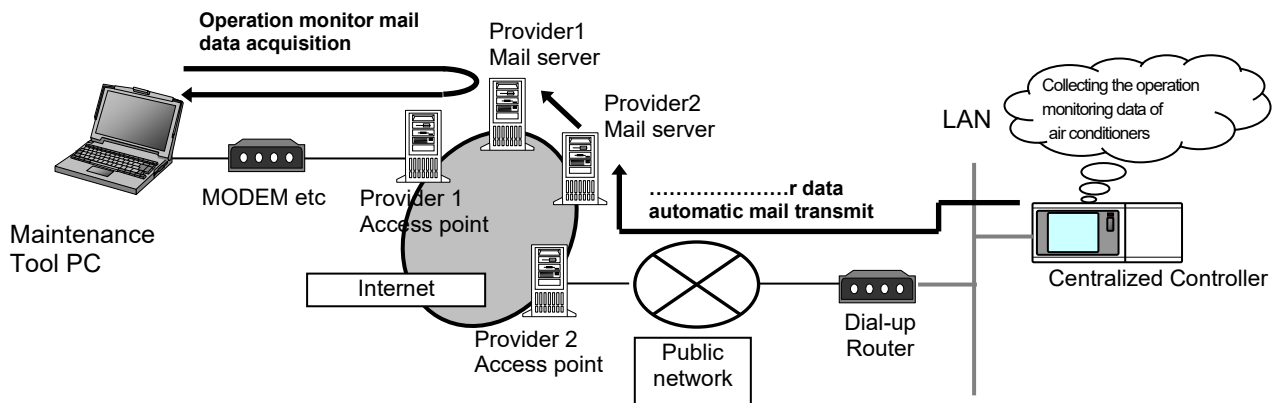 Operation monitor mail
data acquisition
Provider1
Mail server
Provider2
Mail server
LAN
Collecting the operation
monitoring data of
air conditioners
MODEM etc
Provider 1
Access point
…………………r data
automatic mail transmit
Maintenance
Tool PC
Internet
Centralized Controller
Provider 2
Access point
Public
network
Dial-up
Router